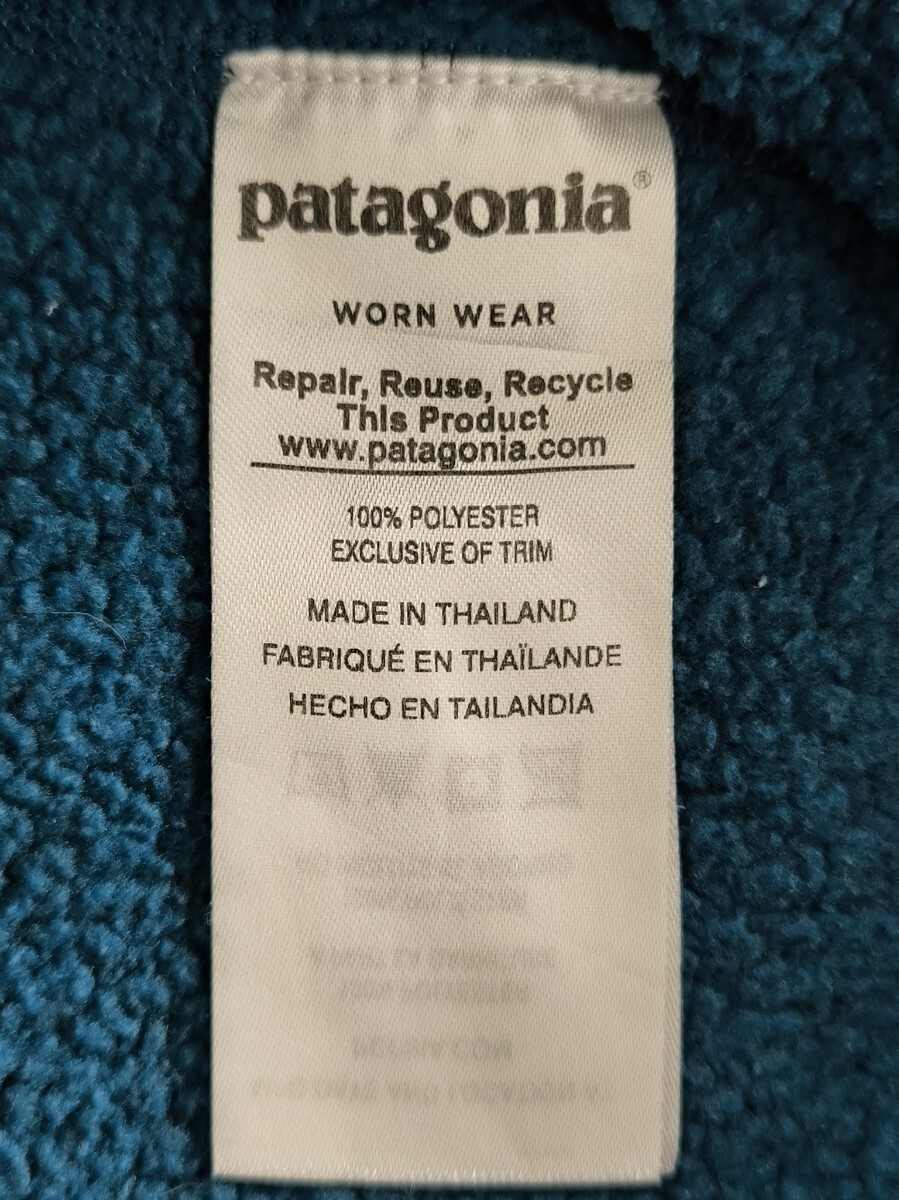 patagonia®
WORN WEAR
Repair, Reuse, Recycle
This Product
www.patagonia.com
100% POLYESTER
EXCLUSIVE OF TRIM
MADE IN THAILAND
FABRIQUÉ EN THAÏLANDE
HECHO EN TAILANDIA